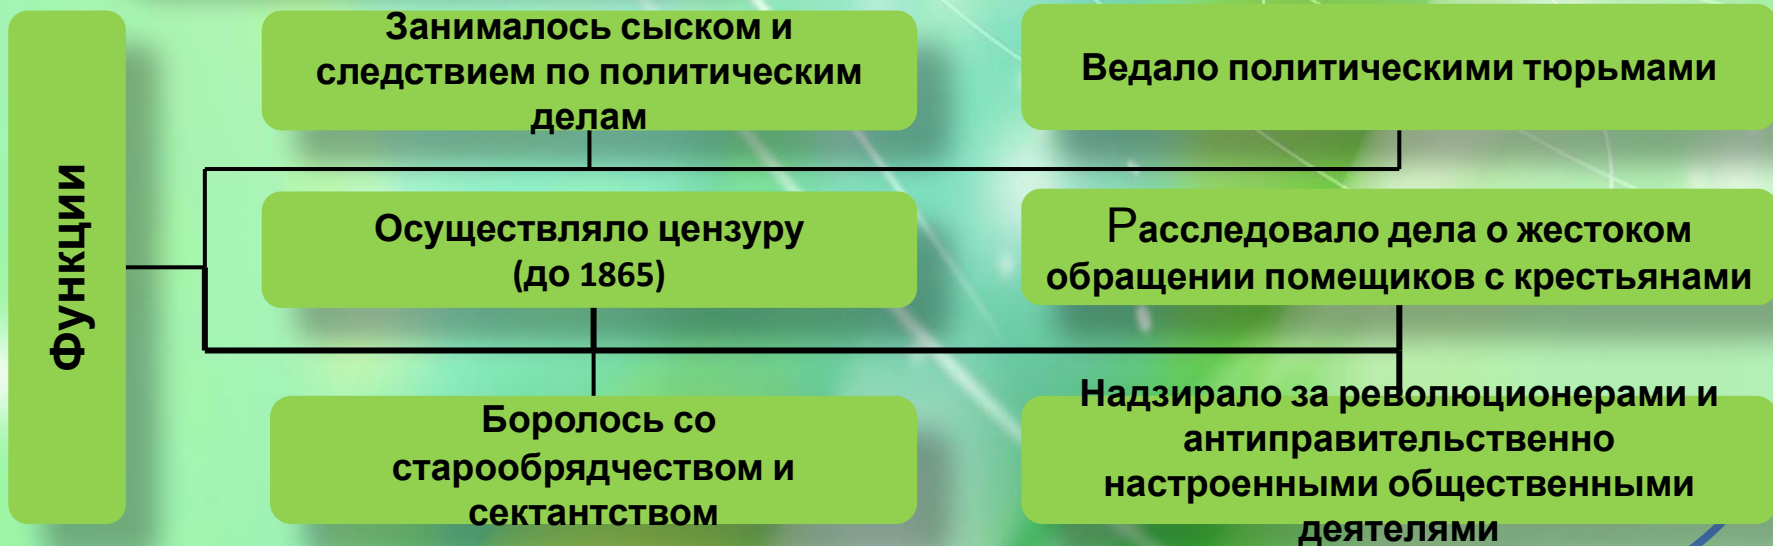 Функции
Занималось сыском и
следствием по политическим
делам
Ведало политическими тюрьмами
Осуществляло цензуру
(до 1865)
Расследовало дела о жестоком
обращении помещиков с крестьянами
Боролось со
старообрядчеством и
сектантством
Надзирало за революционерами и
антиправительственно
настроенными общественными
деятелями